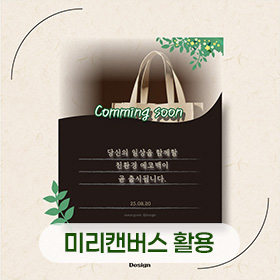 Comming soon
당신의 일상을 함께할
친환경 에코백이
곧 출시됩니다.
25.08.20
미리캔버스 활용
Design